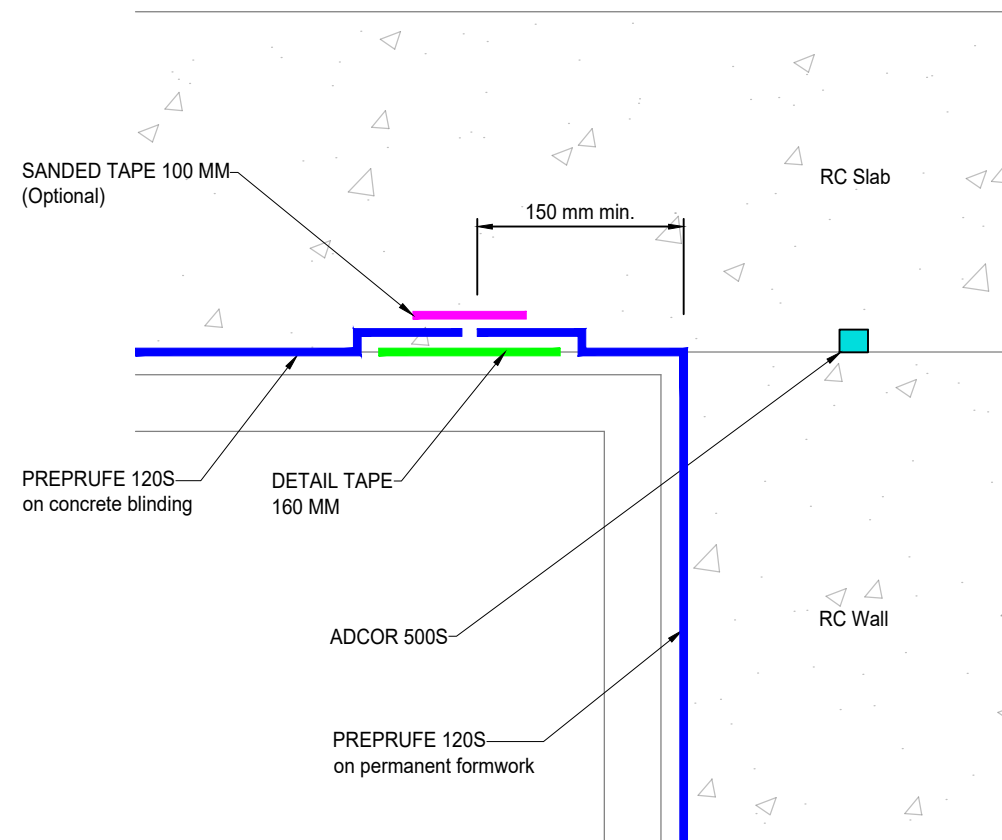 SANDED TAPE 100 MM
(Optional)
RC Slab
150 mm min.
PREPRUFE 120S
on concrete blinding
DETAIL TAPE
160 MM
ADCOR 500S
RC Wall
PREPRUFE 120S
on permanent formwork